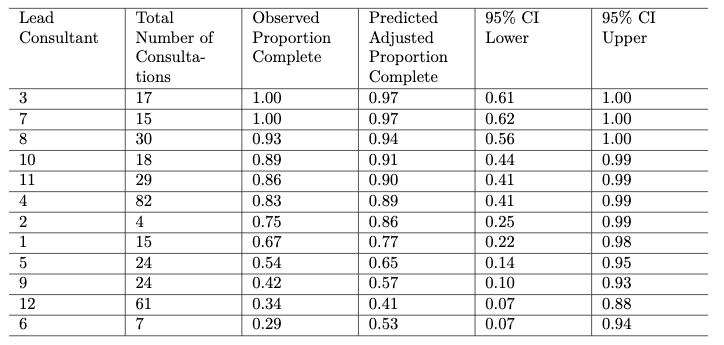 Lead Consultant | Total Number of Consulta-tions | Observed Proportion Complete | Predicted Adjusted Proportion Complete | 95% CI Lower | 95% CI Upper
3 | 17 | 1.00 | 0.97 | 0.61 | 1.00
7 | 15 | 1.00 | 0.97 | 0.62 | 1.00
8 | 30 | 0.93 | 0.94 | 0.56 | 1.00
10 | 18 | 0.89 | 0.91 | 0.44 | 0.99
11 | 29 | 0.86 | 0.90 | 0.41 | 0.99
4 | 82 | 0.83 | 0.89 | 0.41 | 0.99
2 | 4 | 0.75 | 0.86 | 0.25 | 0.99
1 | 15 | 0.67 | 0.77 | 0.22 | 0.98
5 | 24 | 0.54 | 0.65 | 0.14 | 0.95
9 | 24 | 0.42 | 0.57 | 0.10 | 0.93
12 | 61 | 0.34 | 0.41 | 0.07 | 0.88
6 | 7 | 0.29 | 0.53 | 0.07 | 0.94